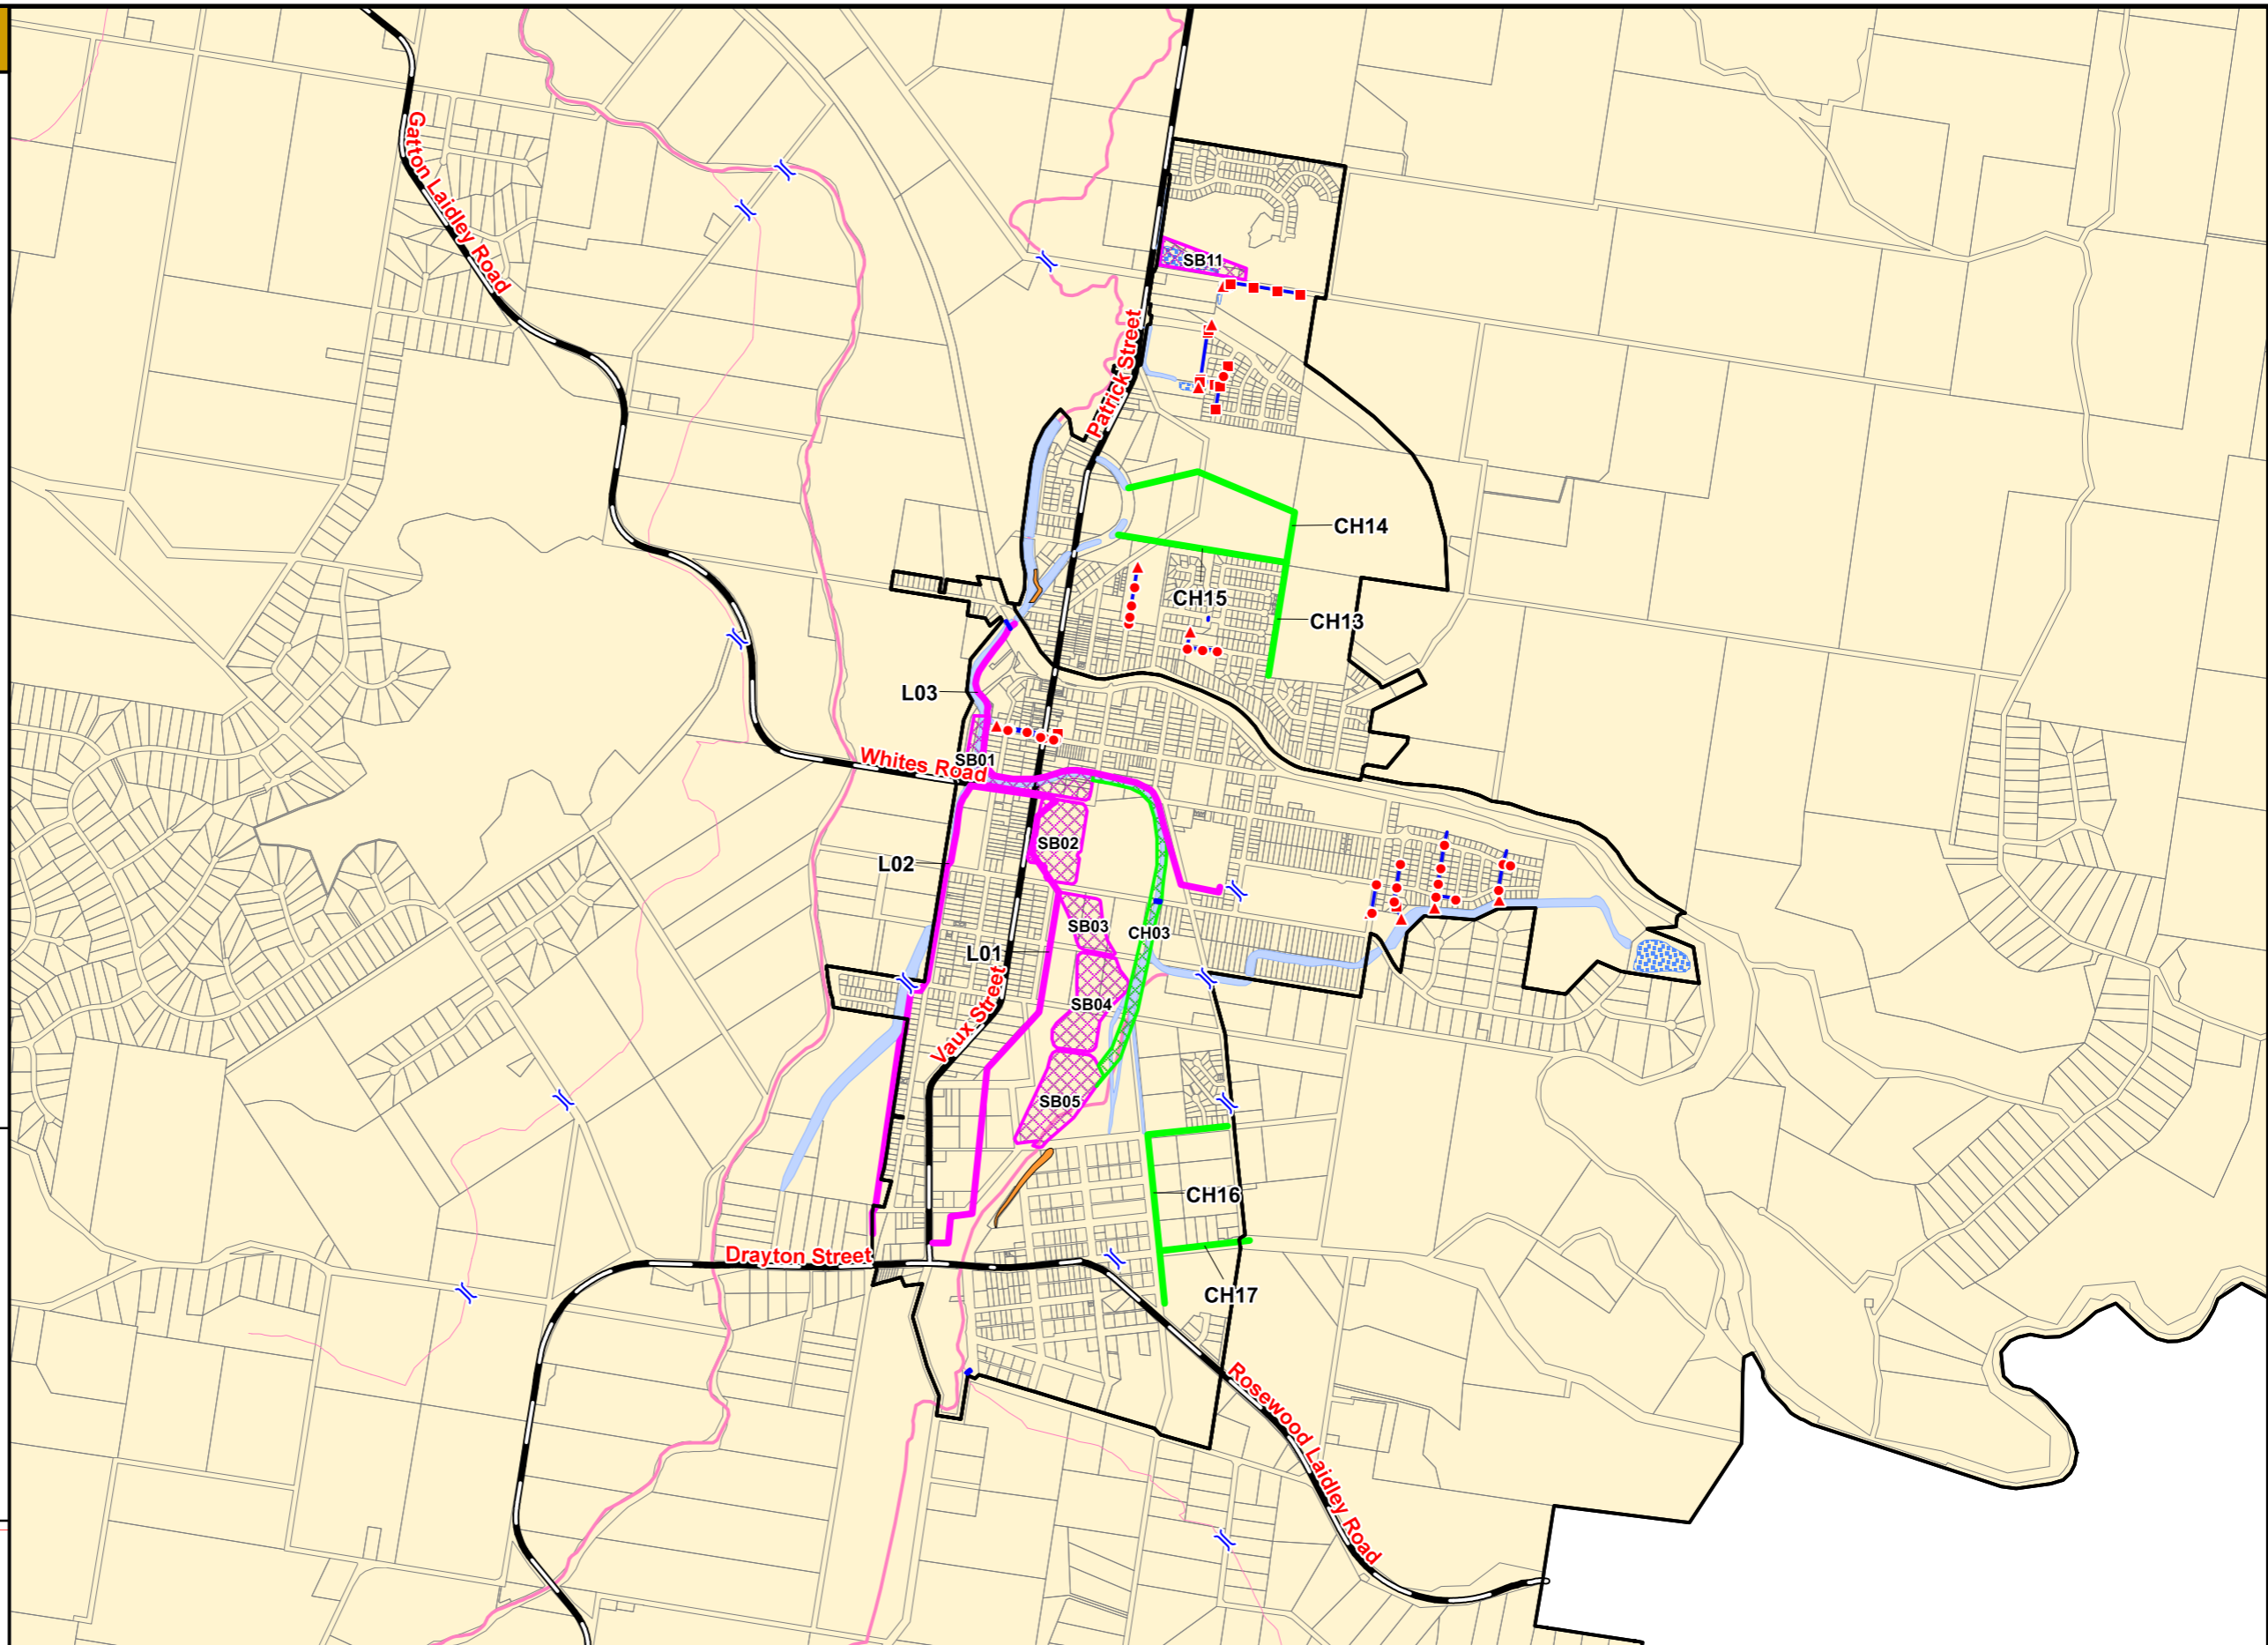 Gatton Laidley Road
SB11
Patrick Street
CH14
CH15
CH13
L03
SB01
Whites Road
SB02
L02
SB03
CH03
L01
SB04
Vaux Street
SB05
CH16
Drayton Street
CH17
Rosewood Laidley Road